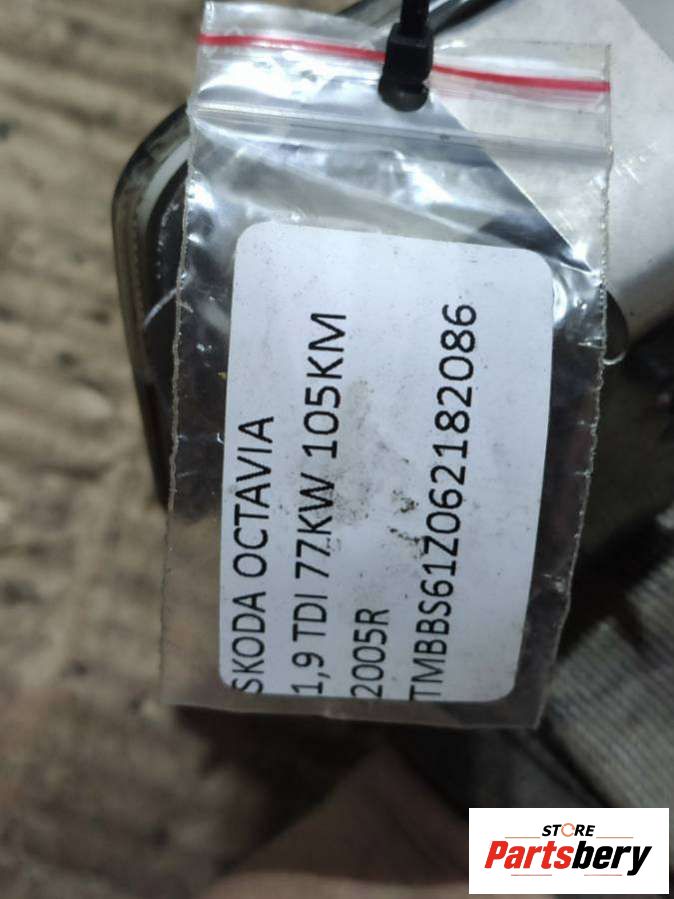 SKODA OCTAVIA
1,9 TDI 77KW 105KM
2005R
TMBBS61Z062182086
STORE
Partsbery